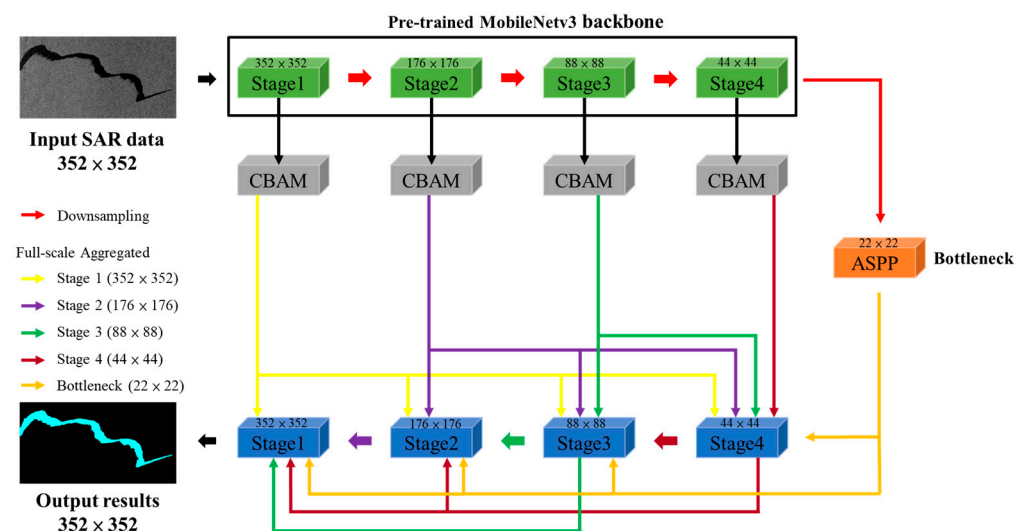 Pre-trained MobileNetv3 backbone
352 × 352
Stage1
176 × 176
Stage2
88 × 88
Stage3
44 × 44
Stage4
Input SAR data
352 × 352
CBAM
CBAM
CBAM
CBAM
Downsampling
Full-scale Aggregated
Stage 1 (352 × 352)
Stage 2 (176 × 176)
Stage 3 (88 × 88)
Stage 4 (44 × 44)
Bottleneck (22 × 22)
22 × 22
ASPP
Bottleneck
352 × 352
Stage1
176 × 176
Stage2
88 × 88
Stage3
44 × 44
Stage4
Output results
352 × 352